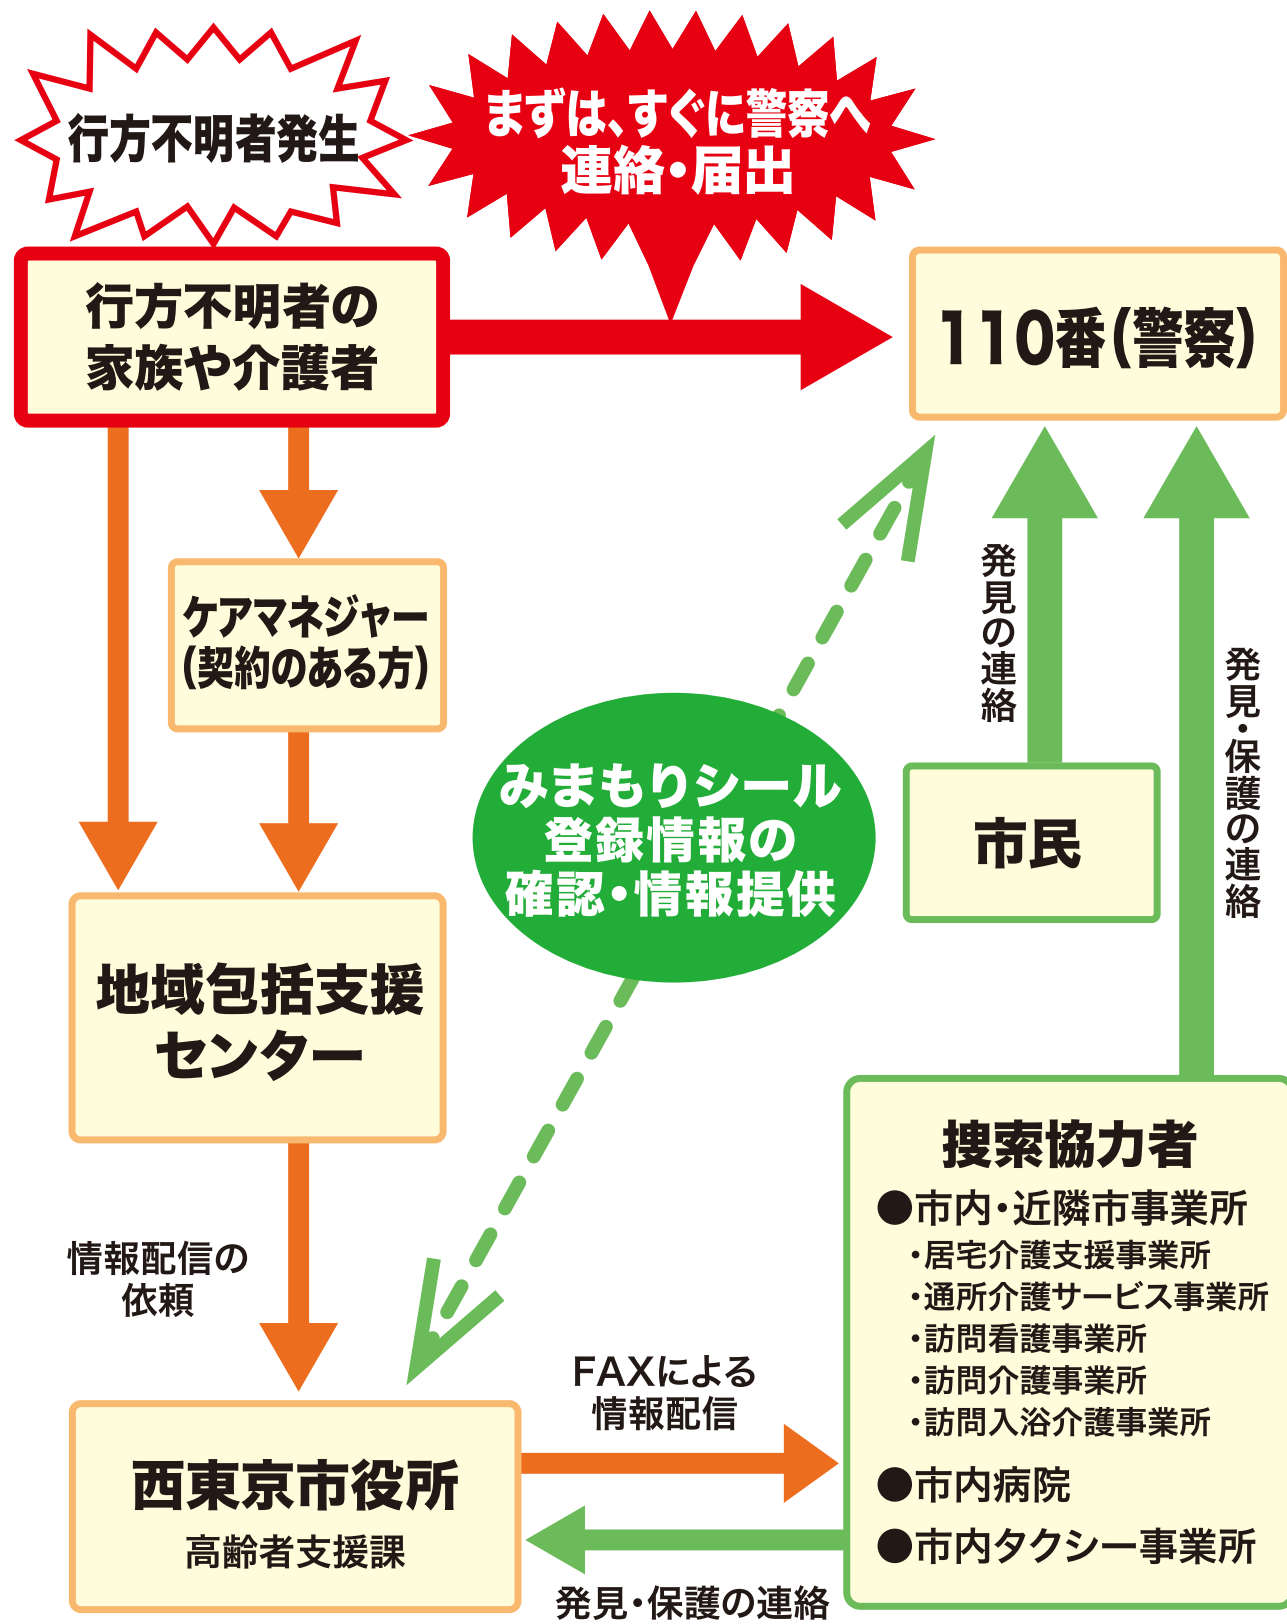 行方不明者発生
まずは、すぐに警察へ
連絡・届出
行方不明者の
家族や介護者
110番(警察)
ケアマネジャー
(契約のある方)
発見の連絡
発見・保護の連絡
みまもりシール
登録情報の
確認・情報提供
市民
地域包括支援
センター
捜索協力者
●市内・近隣市事業所
・居宅介護支援事業所
・通所介護サービス事業所
・訪問看護事業所
・訪問介護事業所
・訪問入浴介護事業所
●市内病院
●市内タクシー事業所
情報配信の
依頼
FAXによる
情報配信
西東京市役所
高齢者支援課
発見・保護の連絡